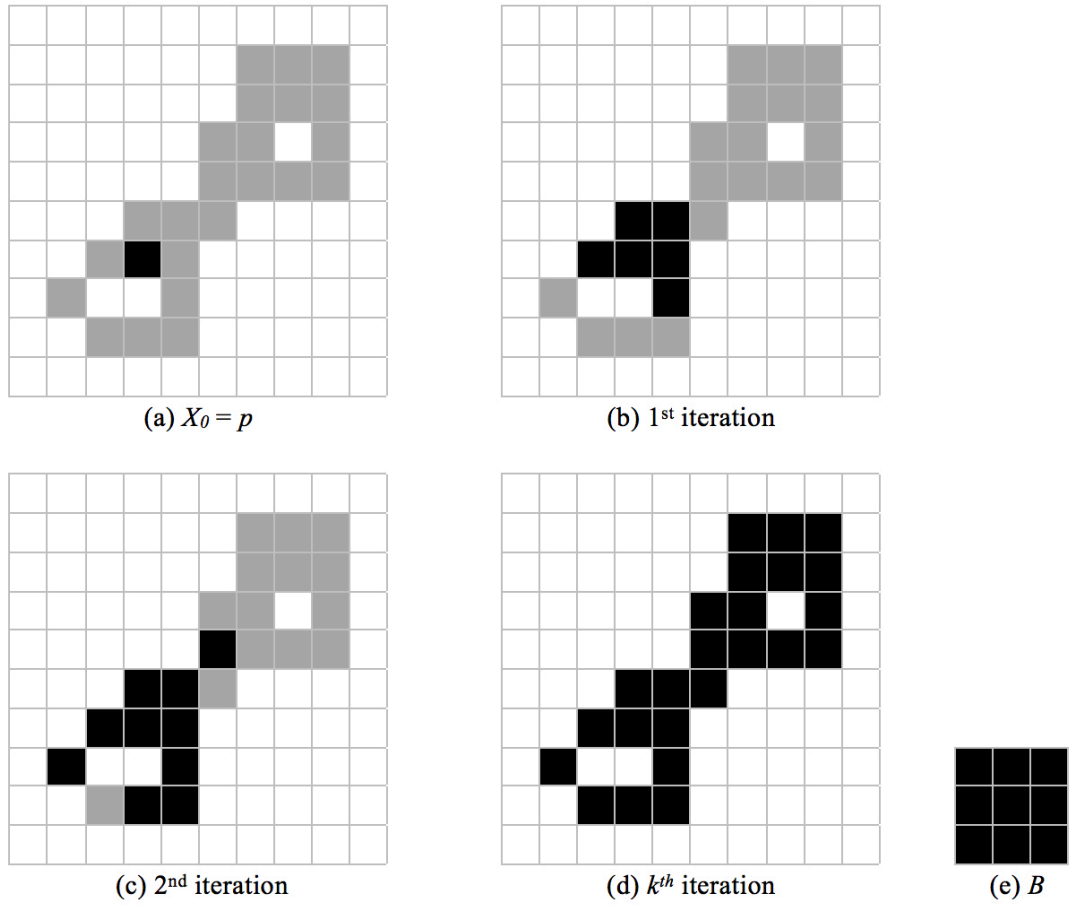 (a) X₀ = p
(b) 1ˢᵗ iteration
(c) 2ⁿᵈ iteration
(d) kᵗʰ iteration
(e) B